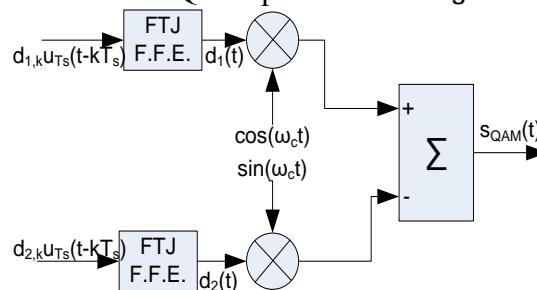 FTJ
F.F.E.
d1,kuTs(t-kTs)
d1(t)
cos(ωct)
sin(ωct)
+
-
Σ
sQAM(t)
d2,kuTs(t-kTs)
FTJ
F.F.E.
d2(t)